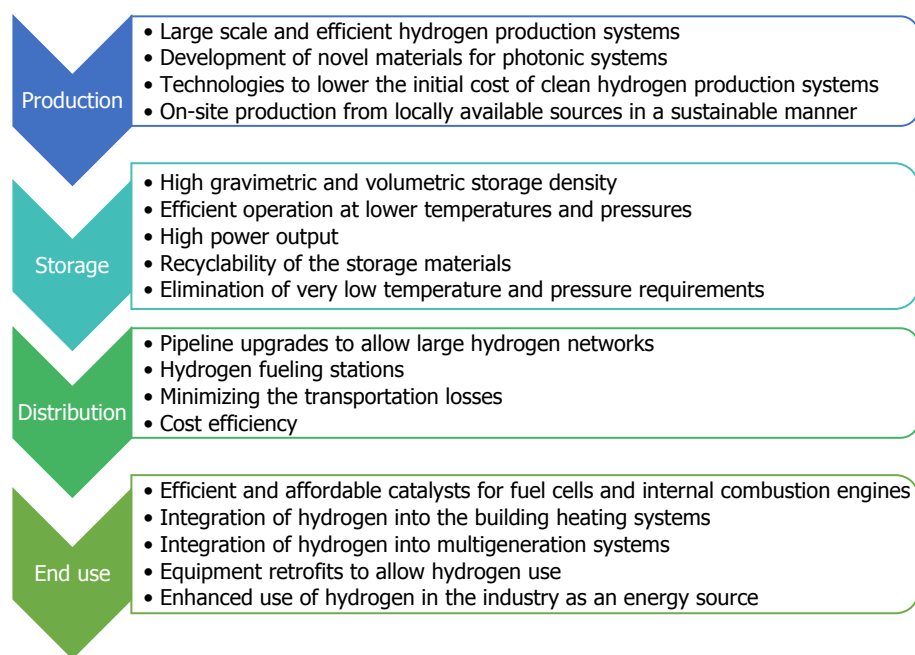 Production
• Large scale and efficient hydrogen production systems
• Development of novel materials for photonic systems
• Technologies to lower the initial cost of clean hydrogen production systems
• On-site production from locally available sources in a sustainable manner
Storage
• High gravimetric and volumetric storage density
• Efficient operation at lower temperatures and pressures
• High power output
• Recyclability of the storage materials
• Elimination of very low temperature and pressure requirements
Distribution
• Pipeline upgrades to allow large hydrogen networks
• Hydrogen fueling stations
• Minimizing the transportation losses
• Cost efficiency
End use
• Efficient and affordable catalysts for fuel cells and internal combustion engines
• Integration of hydrogen into the building heating systems
• Integration of hydrogen into multigeneration systems
• Equipment retrofits to allow hydrogen use
• Enhanced use of hydrogen in the industry as an energy source